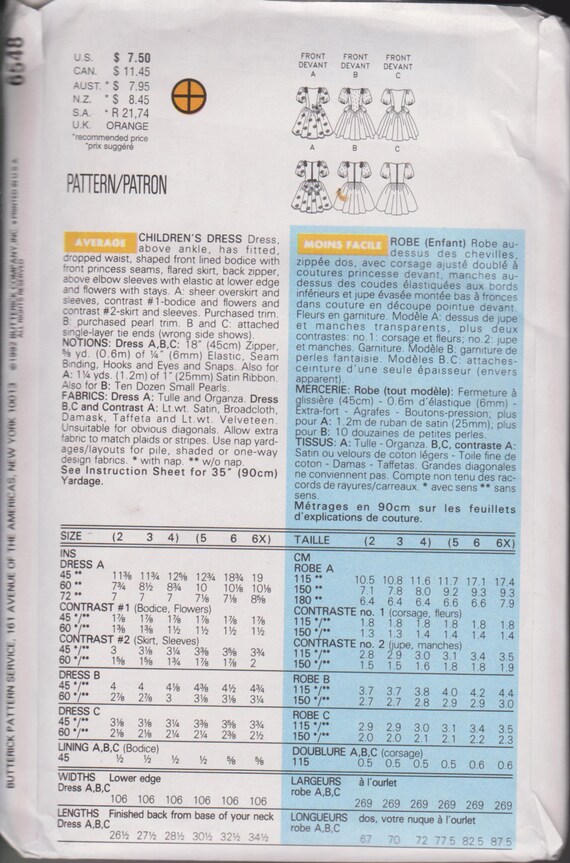 6548
U.S. $ 7.50
CAN. $ 11.45
AUST. * $ 7.95
N.Z. * $ 8.45
S.A. * R 21,74
U.K. ORANGE
*recommended price
*prix suggéré
FRONT FRONT FRONT
DEVANT DEVANT DEVANT
A B C
A B C
PATTERN/PATRON
AVERAGE CHILDREN'S DRESS Dress,
above ankle, has fitted,
dropped waist, shaped front lined bodice with
front princess seams, flared skirt, back zipper,
above elbow sleeves with elastic at lower edge
and flowers with stays. A: sheer overskirt and
sleeves, contrast #1-bodice and flowers and
contrast #2-skirt and sleeves. Purchased trim.
B: purchased pearl trim. B and C: attached
single-layer tie ends (wrong side shows).
NOTIONS: Dress A,B,C: 18" (45cm) Zipper,
⅝ yd. (0.6m) of ¼" (6mm) Elastic, Seam
Binding, Hooks and Eyes and Snaps. Also for
A: 1¼ yds. (1.2m) of 1" (25mm) Satin Ribbon.
Also for B: Ten Dozen Small Pearls.
FABRICS: Dress A: Tulle and Organza. Dress
B,C and Contrast A: Lt.wt. Satin, Broadcloth,
Damask, Taffeta and Lt.wt. Velveteen.
Unsuitable for obvious diagonals. Allow extra
fabric to match plaids or stripes. Use nap yard-
ages/layouts for pile, shaded or one-way
design fabrics. * with nap. ** w/o nap.
See Instruction Sheet for 35" (90cm)
Yardage.
MOINS FACILE ROBE (Enfant) Robe au-
dessus des chevilles,
zippée dos, avec corsage ajusté doublé à
coutures princesse devant, manches au-
dessus des coudes élastiquées aux bords
inférieurs et jupe évasée montée bas à fronces
dans couture en découpe pointue devant.
Fleurs en garniture. Modèle A: dessus de jupe
et manches transparents, plus deux
contrastes: no.1: corsage et fleurs; no.2: jupe
et manches. Garniture. Modèle B: garniture de
perles fantaisie. Modèles B.C: attaches-
ceinture d'une seule épaisseur (envers
apparent).
MERCERIE: Robe (tout modèle): Fermeture à
glissière (45cm) - 0.6m d'élastique (6mm) -
Extra-fort - Agrafes - Boutons-pression; plus
pour A: 1.2m de ruban de satin (25mm); plus
pour B: 10 douzaines de petites perles.
TISSUS: A: Tulle - Organza. B,C, contraste A:
Satin ou velours de coton légers - Toile fine de
coton - Damas - Taffetas. Grandes diagonales
ne conviennent pas. Compte non tenu des rac-
cords de rayures/carreaux. * avec sens ** sans
sens.
Métrages en 90cm sur les feuillets
d'explications de couture.
SIZE (2 3 4) (5 6 6X)
INS
DRESS A
45 ** 11⅜ 11¾ 12⅝ 12¾ 18¾ 19
60 ** 7¾ 8½ 8¾ 10 10⅛ 10⅛
72 ** 7 7 7 7⅛ 7⅛ 8⅝
CONTRAST #1 (Bodice, Flowers)
45 */** 1⅞ 1⅞ 1⅞ 1⅞ 1⅞ 1⅞
60 */** 1⅜ 1⅜ 1½ 1½ 1½ 1½
CONTRAST #2 (Skirt, Sleeves)
45 */** 3 3⅛ 3¼ 3⅜ 3⅝ 3¾
60 */** 1⅝ 1⅝ 1¾ 1⅞ 1⅞ 2
DRESS B
45 */** 4 4 4⅛ 4⅜ 4½ 4¾
60 */** 2⅞ 2⅞ 3 3⅛ 3⅛ 3¼
DRESS C
45 */** 3⅛ 3⅛ 3¼ 3⅜ 3⅝ 3¾
60 */** 2⅛ 2⅛ 2¼ 2¼ 2⅜ 2½
LINING A,B,C (Bodice)
45 ½ ½ ½ ½ ⅝ ⅝
WIDTHS Lower edge
Dress A,B,C
106 106 106 106 106 106
LENGTHS Finished back from base of your neck
Dress A,B,C
26½ 27½ 28½ 30½ 32½ 34½
TAILLE (2 3 4) (5 6 6X)
CM
ROBE A
115 ** 10.5 10.8 11.6 11.7 17.1 17.4
150 ** 7.1 7.8 8.0 9.2 9.3 9.3
180 ** 6.4 6.4 6.4 6.6 6.6 7.9
CONTRASTE no. 1 (corsage, fleurs)
115 */** 1.8 1.8 1.8 1.8 1.8 1.8
150 */** 1.3 1.3 1.4 1.4 1.4 1.4
CONTRASTE no. 2 (jupe, manches)
115 */** 2.8 2.9 3.0 3.1 3.4 3.5
150 */** 1.5 1.5 1.6 1.8 1.8 1.9
ROBE B
115 */** 3.7 3.7 3.8 4.0 4.2 4.4
150 */** 2.7 2.7 2.8 2.9 2.9 3.0
ROBE C
115 */** 2.9 2.9 3.0 3.1 3.4 3.5
150 */** 2.0 2.0 2.1 2.1 2.2 2.3
DOUBLURE A,B,C (corsage)
115 0.5 0.5 0.5 0.5 0.6 0.6
LARGEURS à l'ourlet
robe A,B,C
269 269 269 269 269 269
LONGUEURS dos, votre nuque à l'ourlet
robe A,B,C
67 70 72 77.5 82.5 87.5
BUTTERICK PATTERN SERVICE, 161 AVENUE OF THE AMERICAS, NEW YORK 10013
BUTTERICK COMPANY, INC. • PRINTED IN U.S.A.
ALL RIGHTS RESERVED